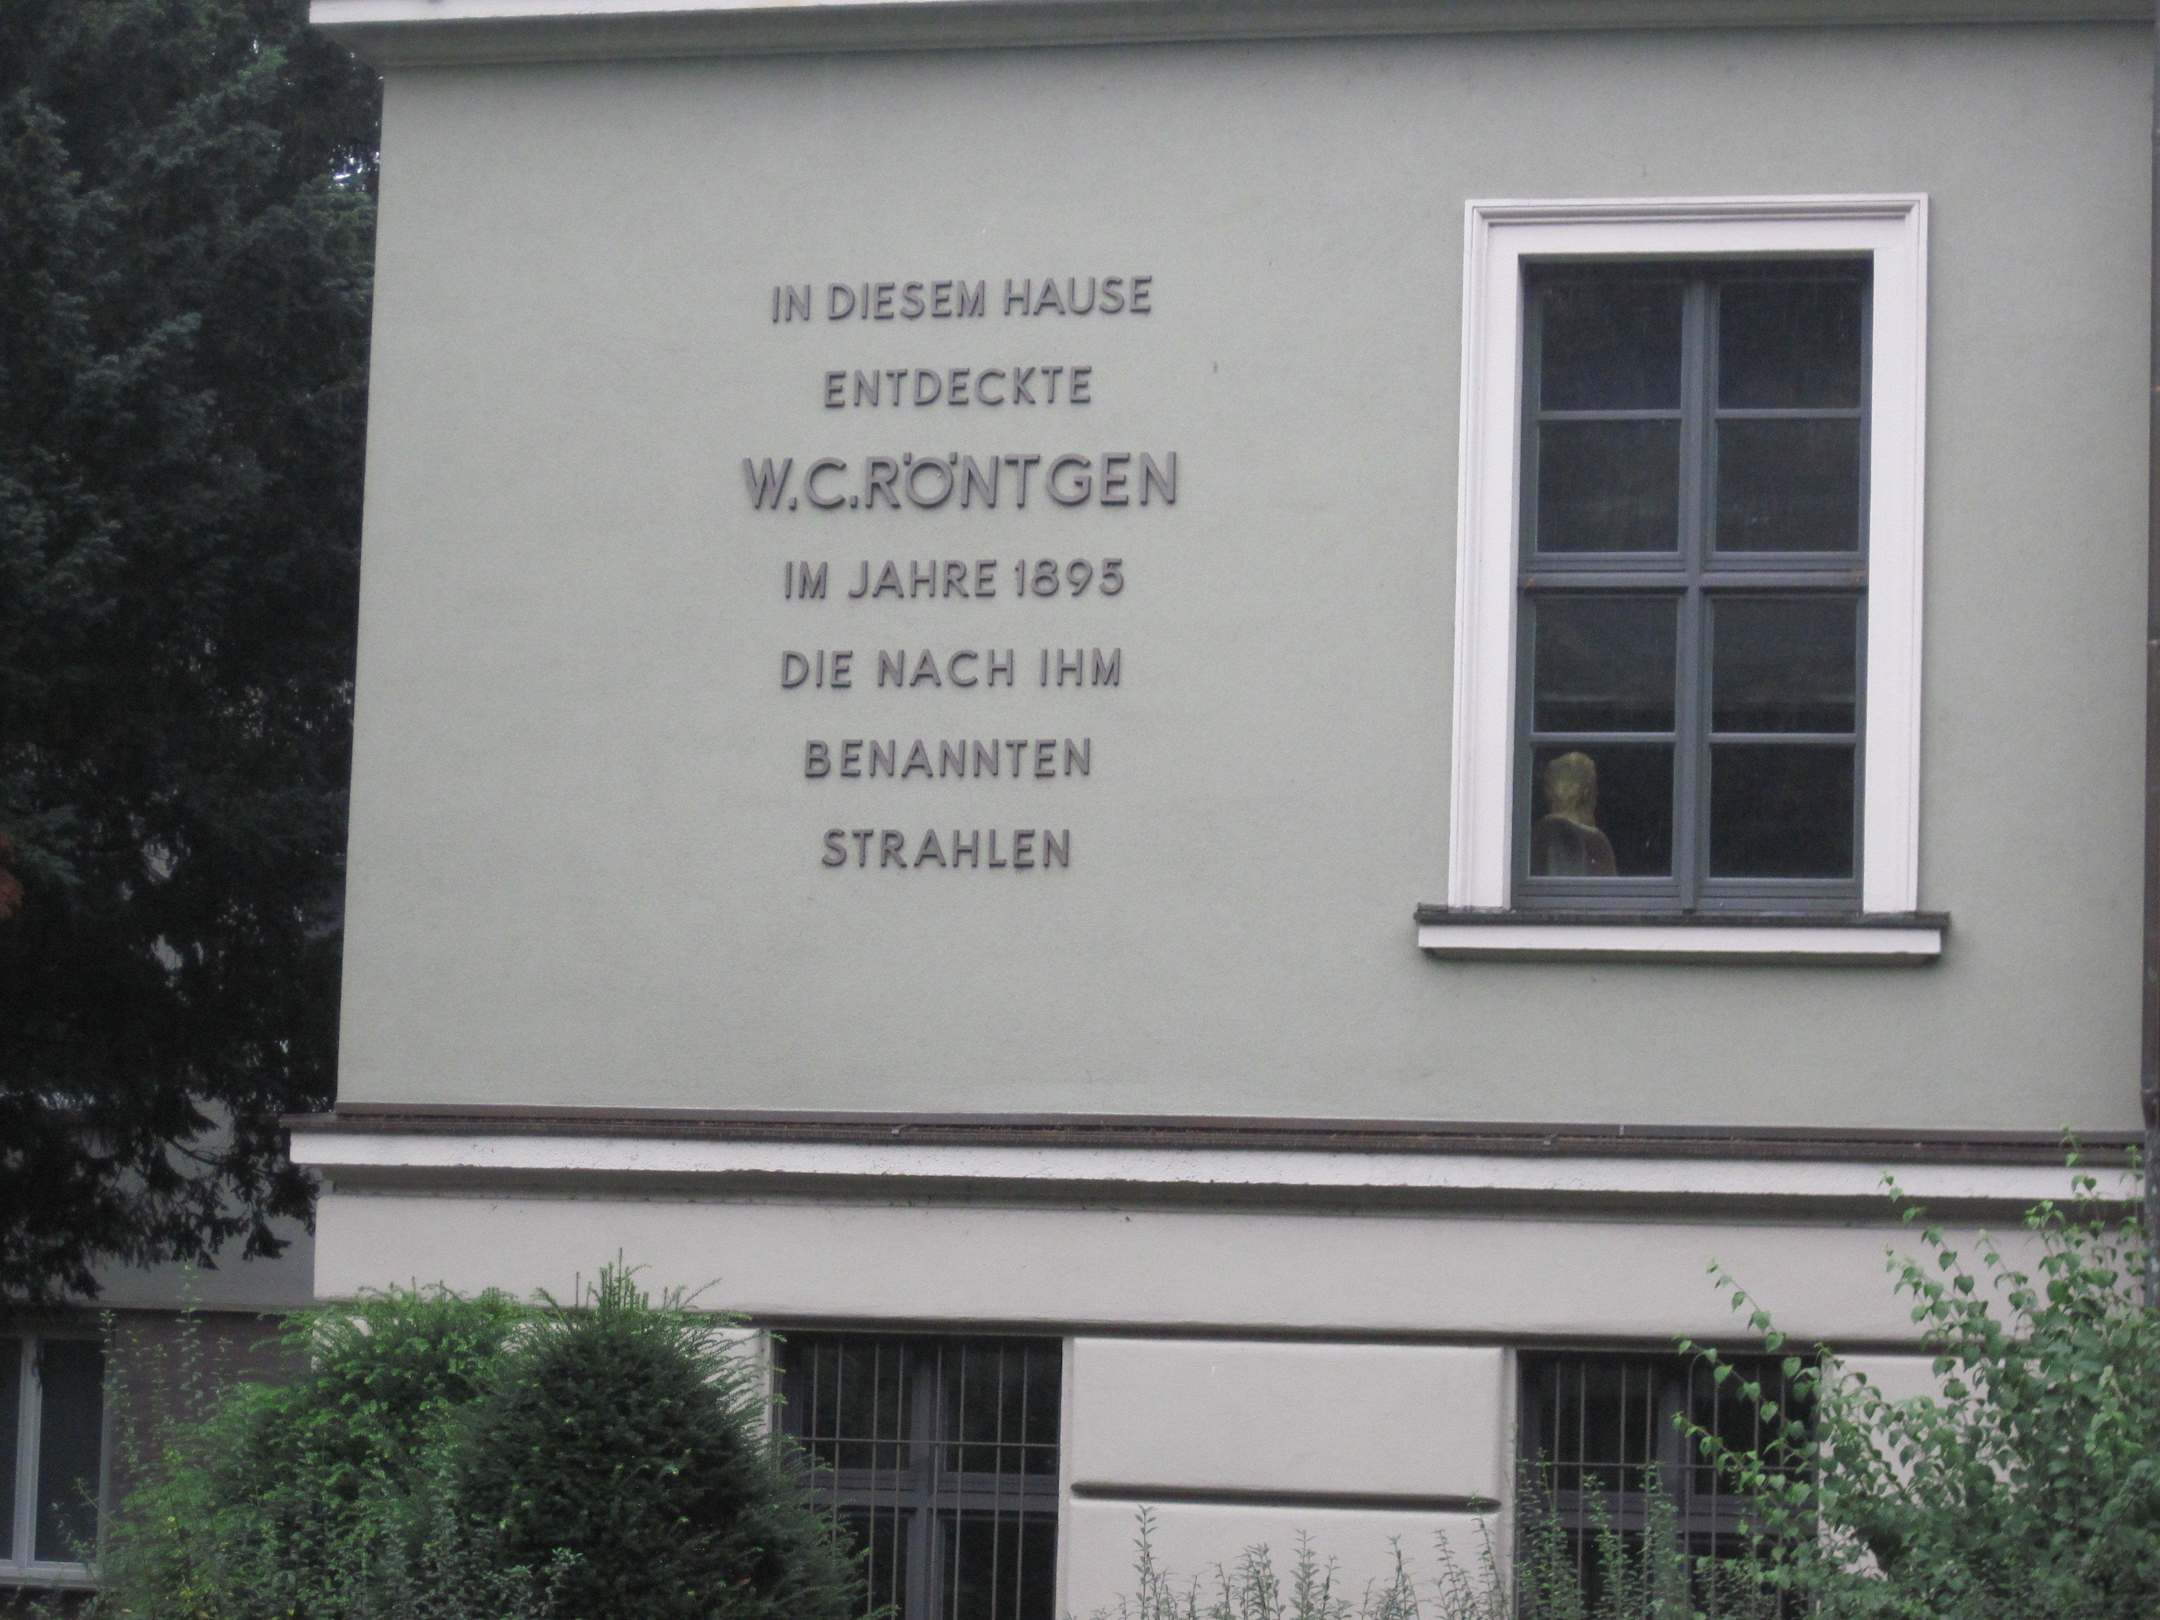 IN DIESEM HAUSE
ENTDECKTE
W.C.RÖNTGEN
IM JAHRE 1895
DIE NACH IHM
BENANNTEN
STRAHLEN